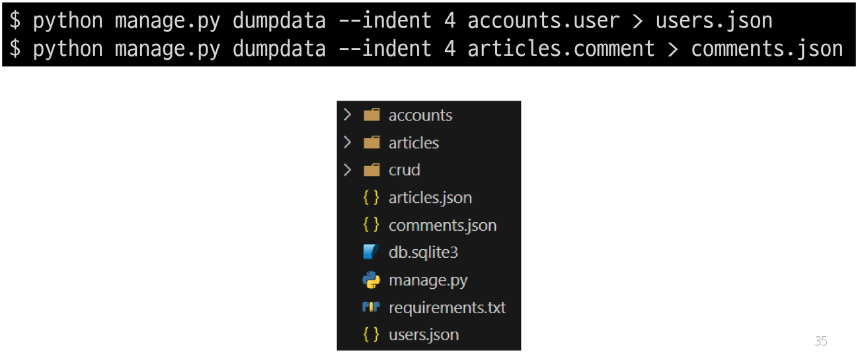 $ python manage.py dumpdata --indent 4 accounts.user > users.json
$ python manage.py dumpdata --indent 4 articles.comment > comments.json
accounts
articles
crud
{ } articles.json
{ } comments.json
db.sqlite3
manage.py
requirements.txt
{ } users.json
35